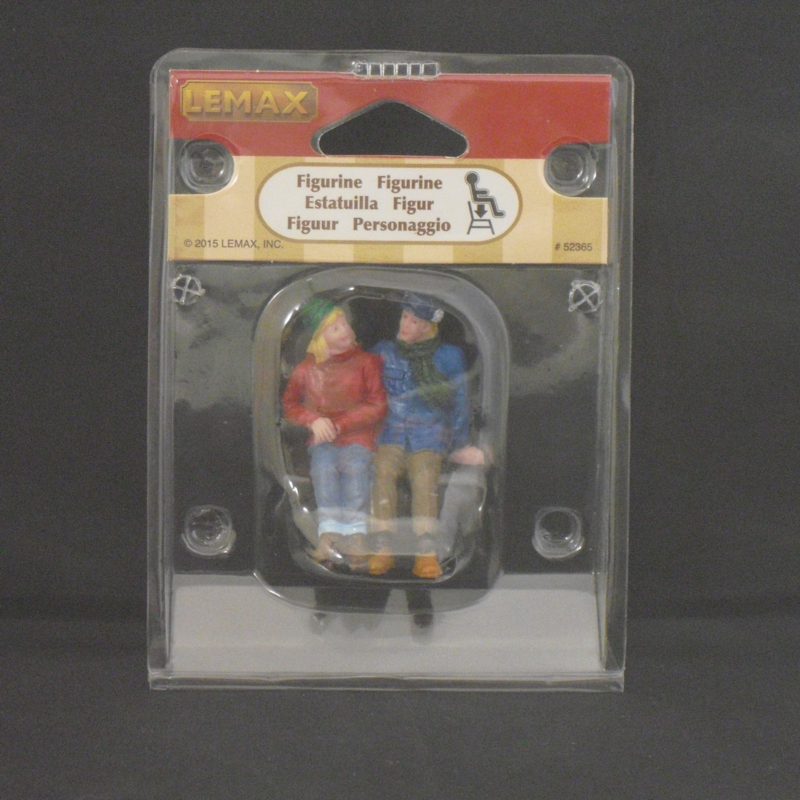 LEMAX
Figurine Figurine
Estatuilla Figur
Figuur Personaggio
© 2015 LEMAX, INC.
# 52365